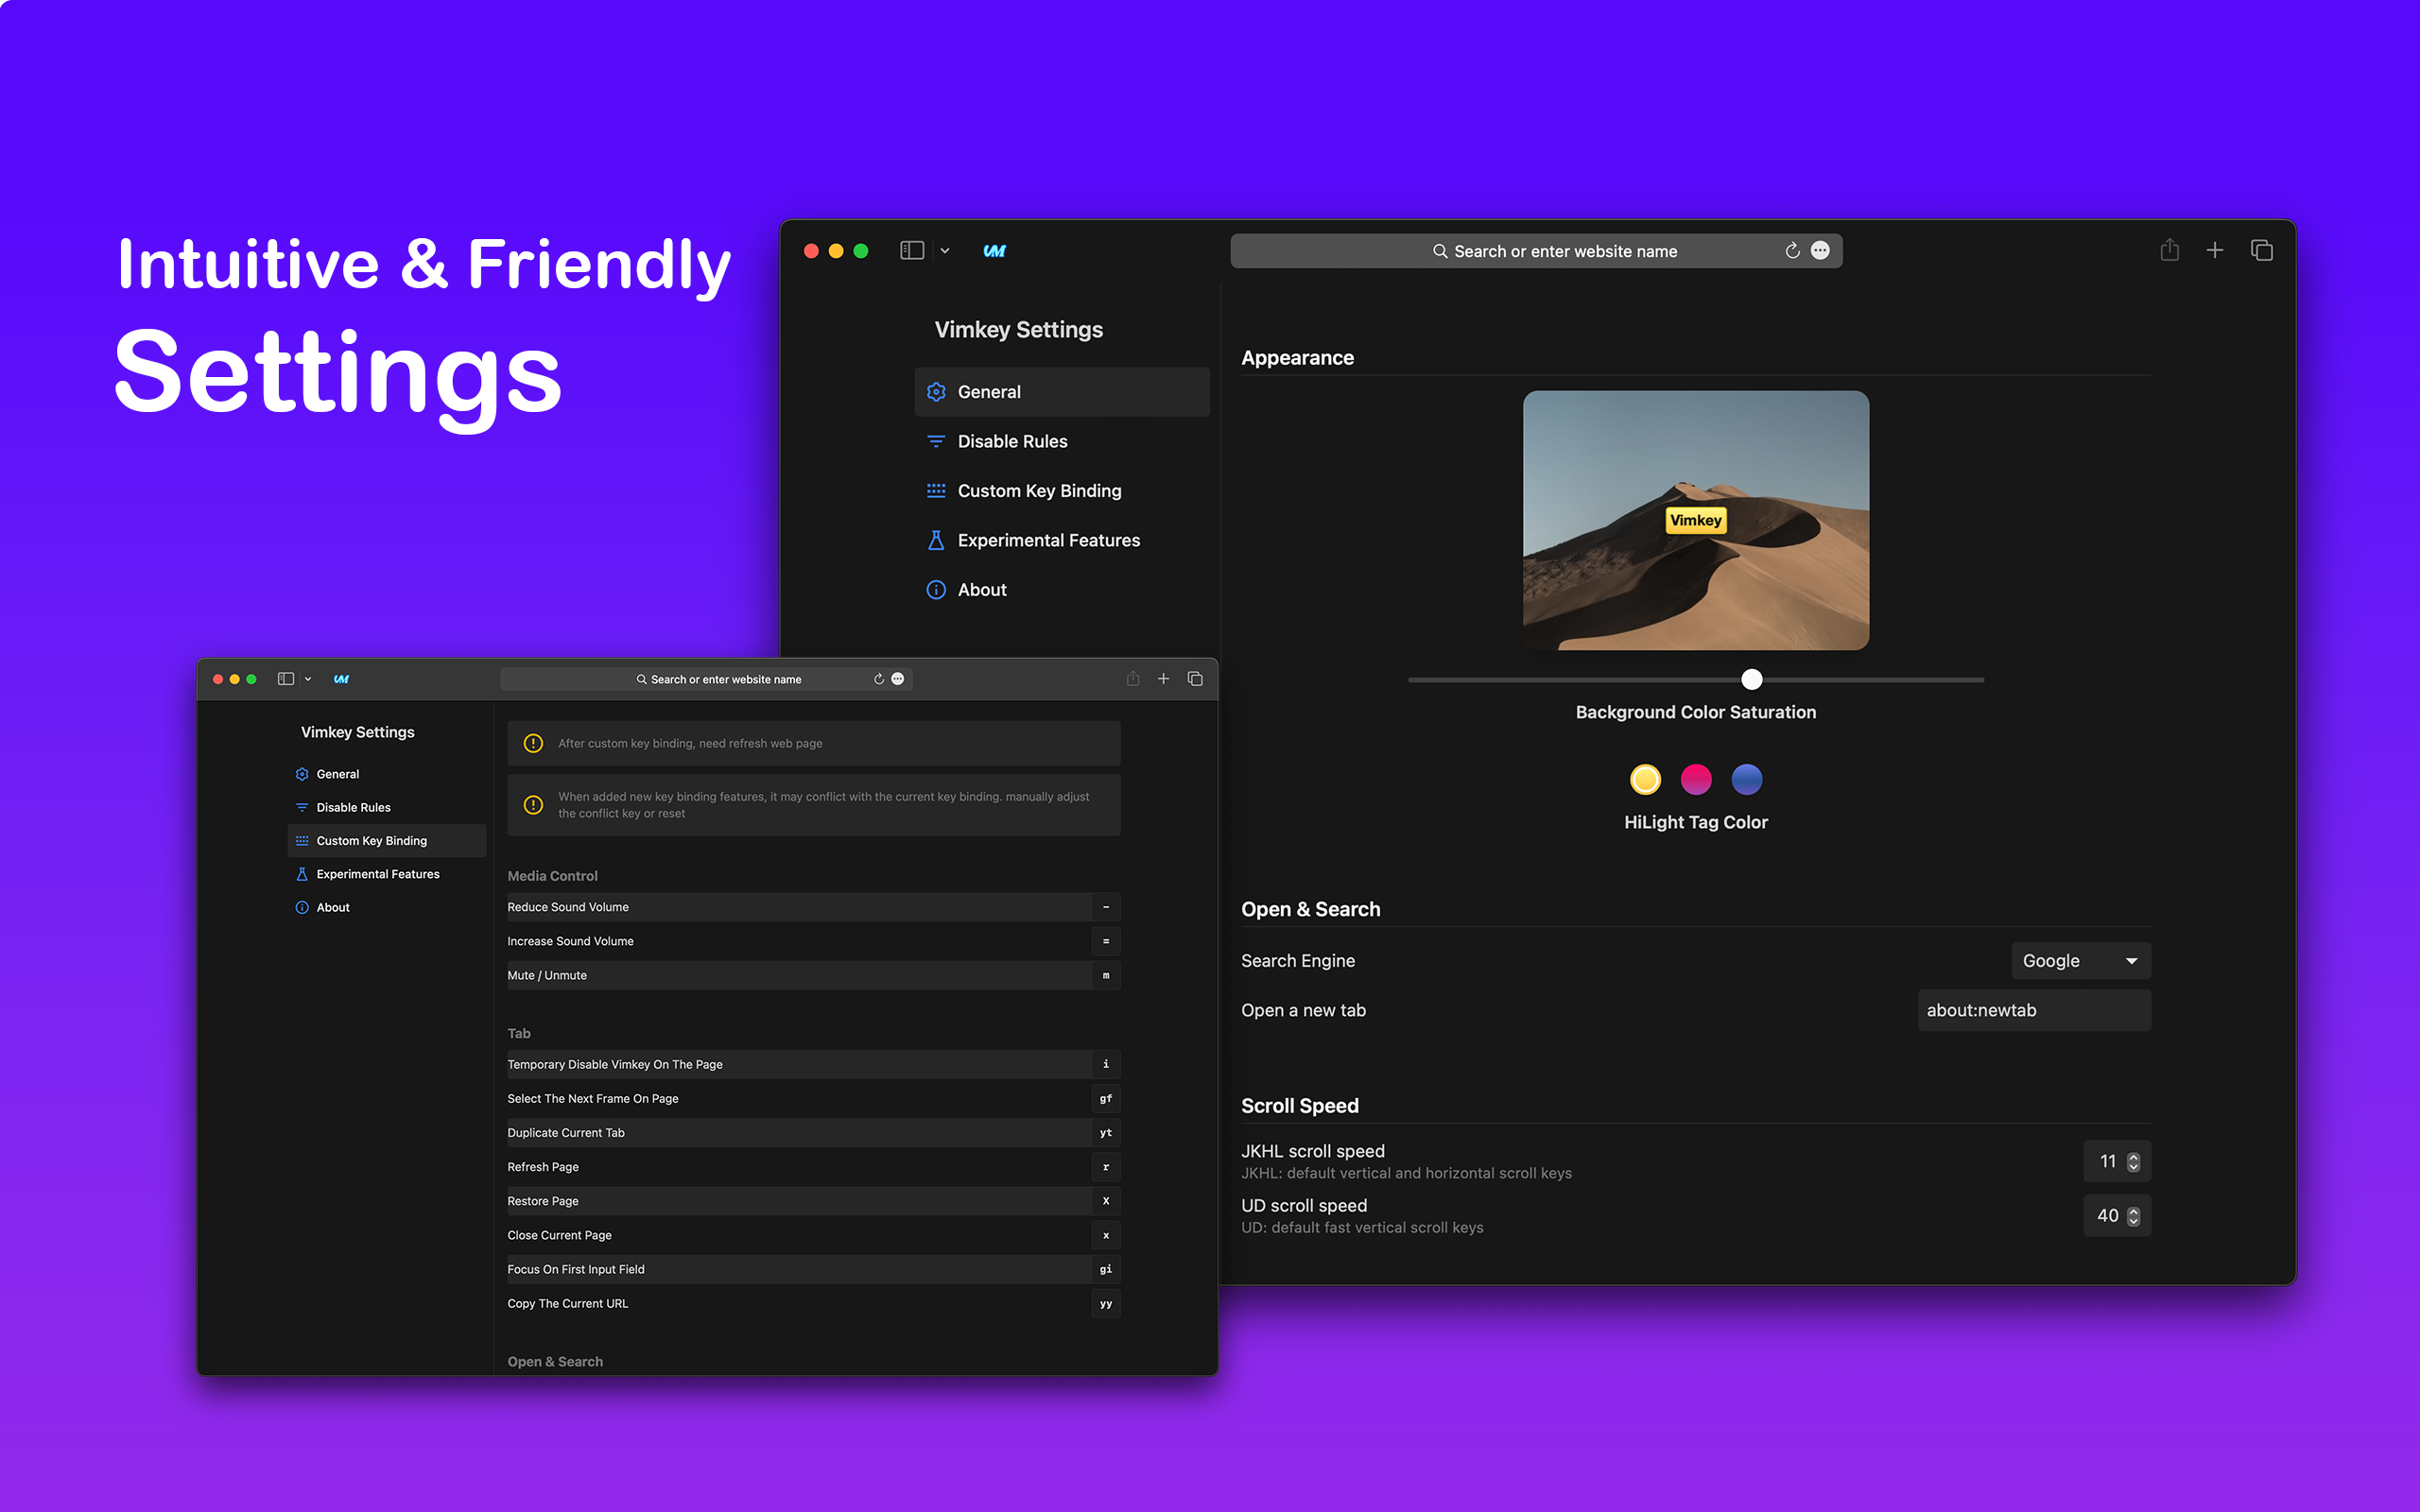 Intuitive & Friendly
Settings
Search or enter website name
Vimkey Settings
General
Disable Rules
Custom Key Binding
Experimental Features
About
Appearance
Vimkey
Background Color Saturation
HiLight Tag Color
Open & Search
Search Engine
Google
Open a new tab
about:newtab
Scroll Speed
JKHL scroll speed
11
JKHL: default vertical and horizontal scroll keys
UD scroll speed
40
UD: default fast vertical scroll keys
Search or enter website name
Vimkey Settings
General
Disable Rules
Custom Key Binding
Experimental Features
About
After custom key binding, need refresh web page
When added new key binding features, it may conflict with the current key binding. manually adjust
the conflict key or reset
Media Control
Reduce Sound Volume -
Increase Sound Volume =
Mute / Unmute m
Tab
Temporary Disable Vimkey On The Page i
Select The Next Frame On Page gf
Duplicate Current Tab yt
Refresh Page r
Restore Page X
Close Current Page x
Focus On First Input Field gi
Copy The Current URL yy
Open & Search